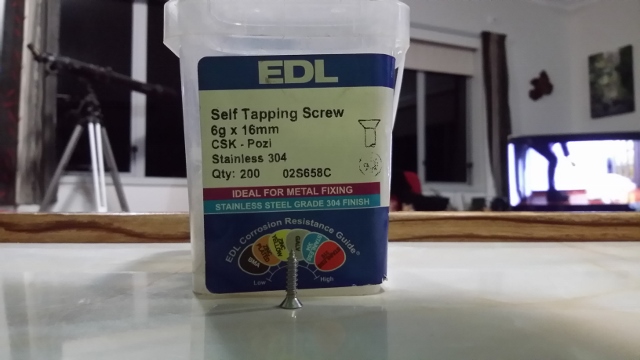 EDL
Self Tapping Screw
6g x 16mm
CSK - Pozi
Stainless 304
Qty: 200 02S658C
IDEAL FOR METAL FIXING
STAINLESS STEEL GRADE 304 FINISH
EDL Corrosion Resistance Guide®
Low
High